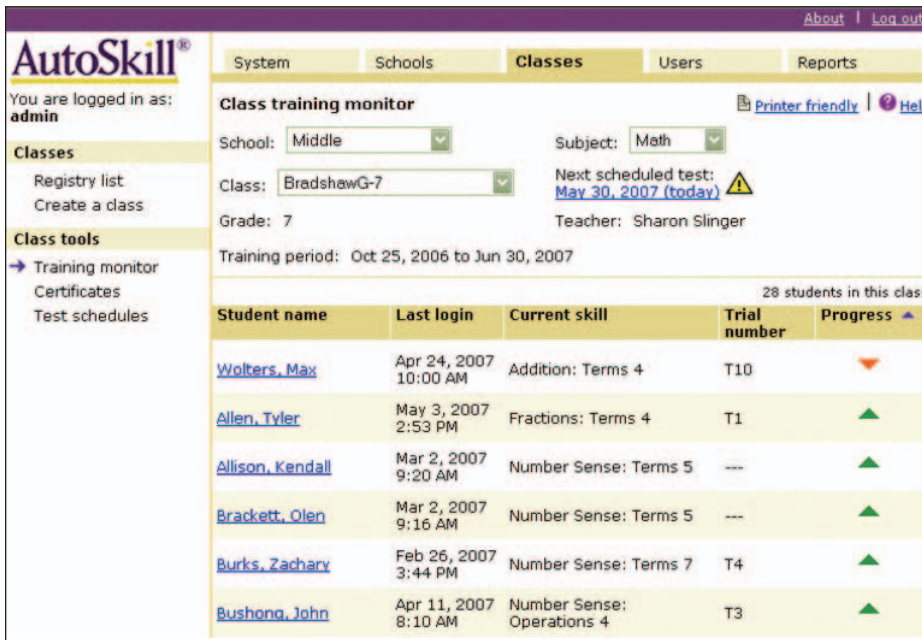 About | Log out
AutoSkill®
System Schools Classes Users Reports
You are logged in as:
admin
Class training monitor
Printer friendly | Hel
School: Middle Subject: Math
Classes
Registry list
Create a class
Class: BradshawG-7 Next scheduled test:
May 30, 2007 (today)
Grade: 7 Teacher: Sharon Slinger
Class tools
Training monitor
Certificates
Test schedules
Training period: Oct 25, 2006 to Jun 30, 2007
28 students in this clas
Student name Last login Current skill Trial number Progress
Wolters, Max Apr 24, 2007 10:00 AM Addition: Terms 4 T10
Allen, Tyler May 3, 2007 2:53 PM Fractions: Terms 4 T1
Allison, Kendall Mar 2, 2007 9:20 AM Number Sense: Terms 5 ---
Brackett, Olen Mar 2, 2007 9:16 AM Number Sense: Terms 5 ---
Burks, Zachary Feb 26, 2007 3:44 PM Number Sense: Terms 7 T4
Bushong, John Apr 11, 2007 8:10 AM Number Sense: Operations 4 T3